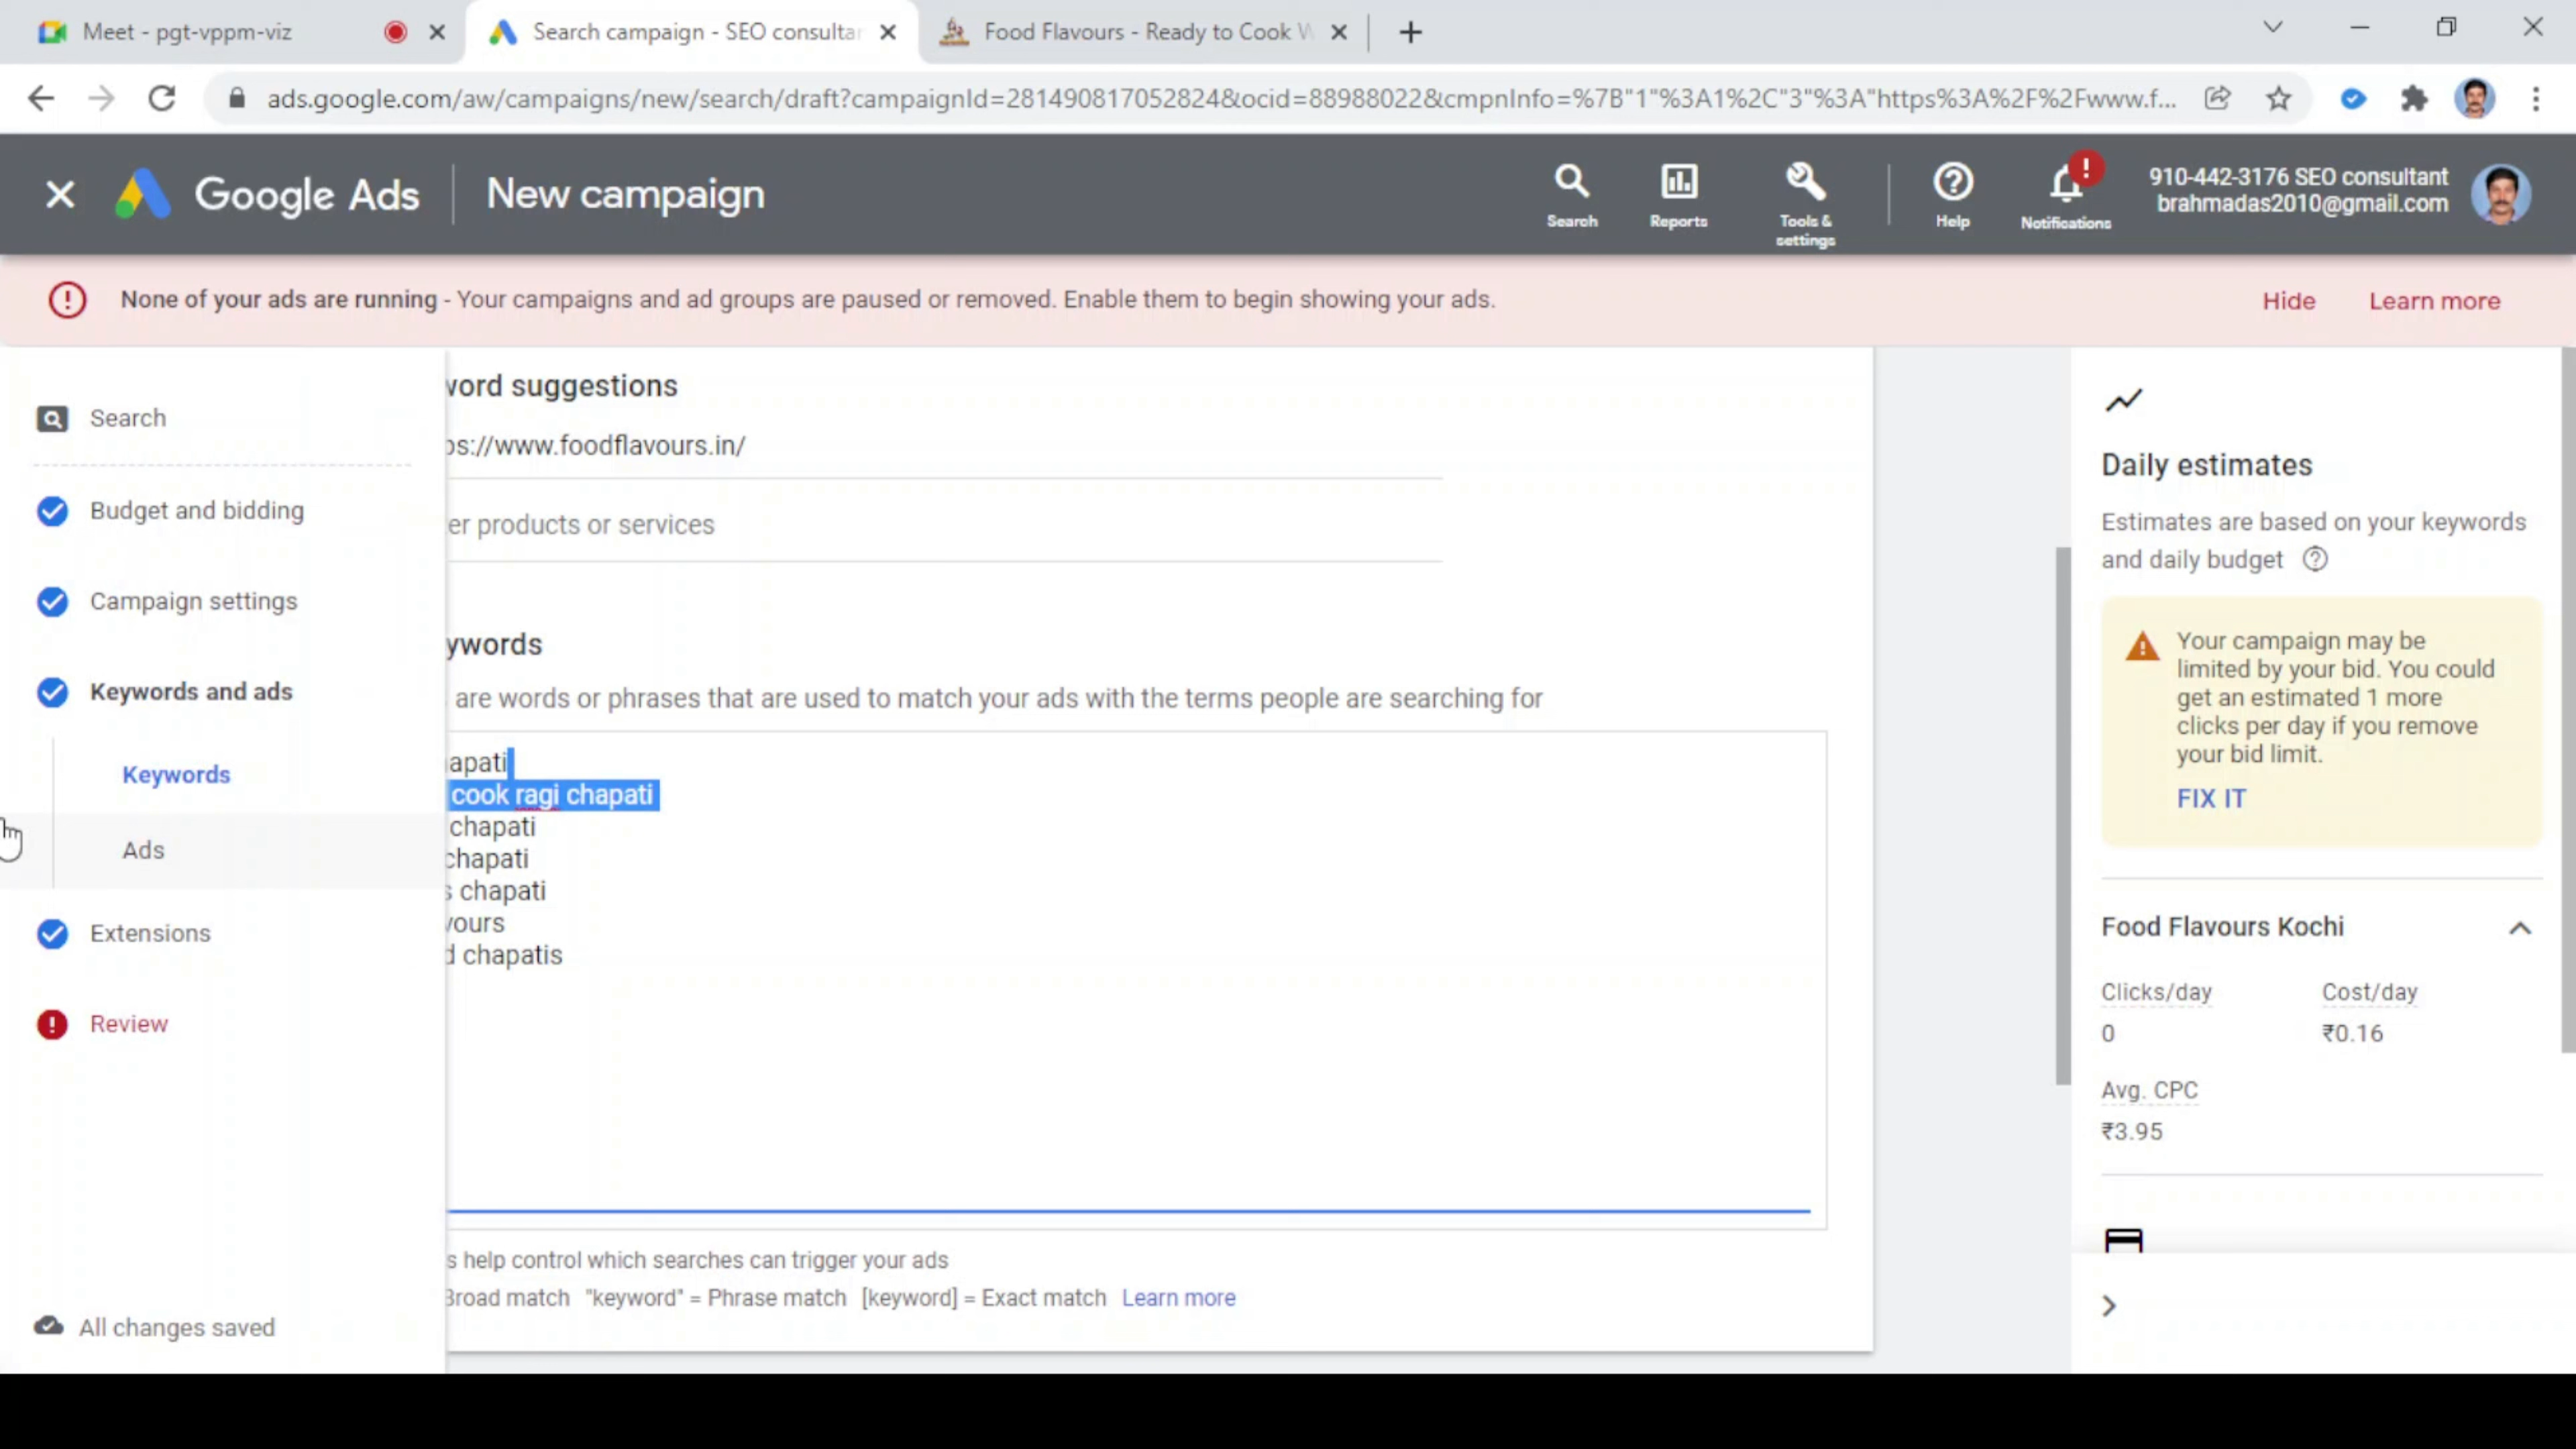 Meet - pgt-vppm-viz
Search campaign - SEO consultar
Food Flavours - Ready to Cook W
ads.google.com/aw/campaigns/new/search/draft?campaignId=281490817052824&ocid=88988022&cmpnInfo=%7B"1"%3A1%2C"3"%3A"https%3A%2F%2Fwww.f...
Google Ads
New campaign
Search
Reports
Tools &
settings
Help
Notifications
910-442-3176 SEO consultant
brahmadas2010@gmail.com
None of your ads are running - Your campaigns and ad groups are paused or removed. Enable them to begin showing your ads.
Hide
Learn more
Search
Budget and bidding
Campaign settings
Keywords and ads
Keywords
Ads
Extensions
Review
All changes saved
word suggestions
ps://www.foodflavours.in/
er products or services
ywords
are words or phrases that are used to match your ads with the terms people are searching for
apati
cook ragi chapati
chapati
chapati
s chapati
vours
d chapatis
s help control which searches can trigger your ads
Broad match "keyword" = Phrase match [keyword] = Exact match Learn more
Daily estimates
Estimates are based on your keywords
and daily budget
Your campaign may be
limited by your bid. You could
get an estimated 1 more
clicks per day if you remove
your bid limit.
FIX IT
Food Flavours Kochi
Clicks/day
Cost/day
0
₹0.16
Avg. CPC
₹3.95